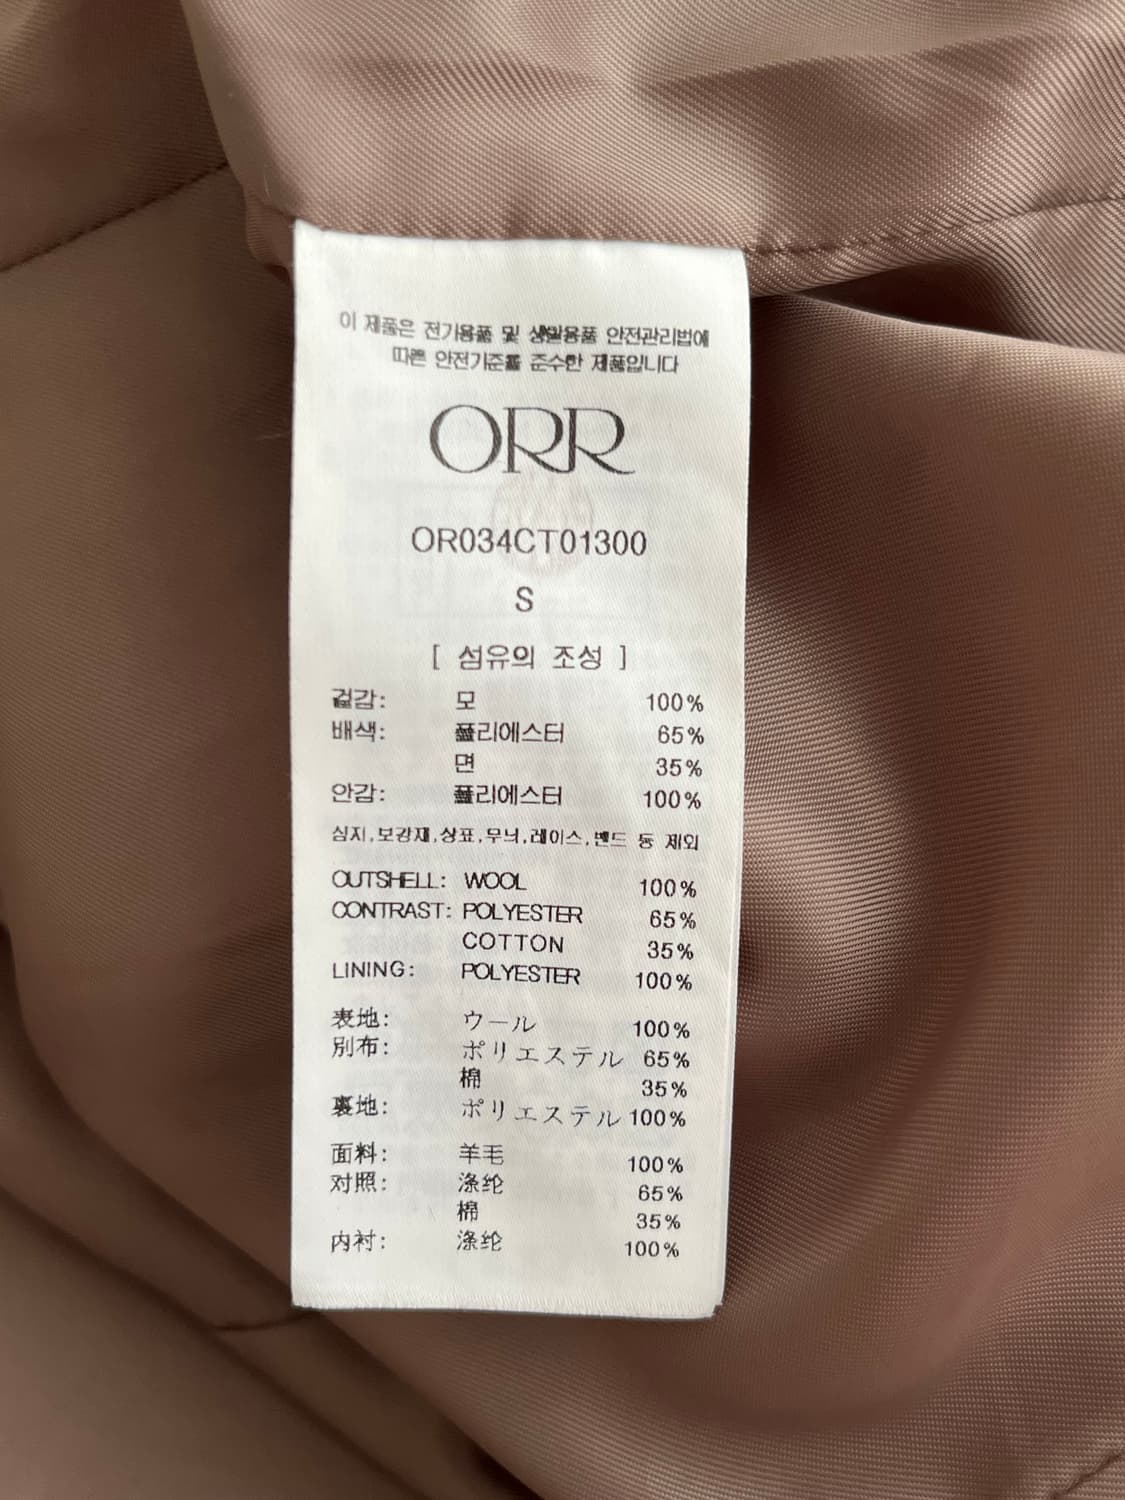 이 제품은 전기용품 및 생활용품 안전관리법에
따른 안전기준을 준수한 제품입니다
ORR
OR034CT01300
S
[ 섬유의 조성 ]
겉감: 모 100%
배색: 폴리에스터 65%
면 35%
안감: 폴리에스터 100%
심지,보강재,상표,무늬,레이스,밴드 등 제외
OUTSHELL: WOOL 100%
CONTRAST: POLYESTER 65%
COTTON 35%
LINING: POLYESTER 100%
表地: ウール 100%
別布: ポリエステル 65%
棉 35%
裏地: ポリエステル 100%
面料: 羊毛 100%
对照: 涤纶 65%
棉 35%
内衬: 涤纶 100%